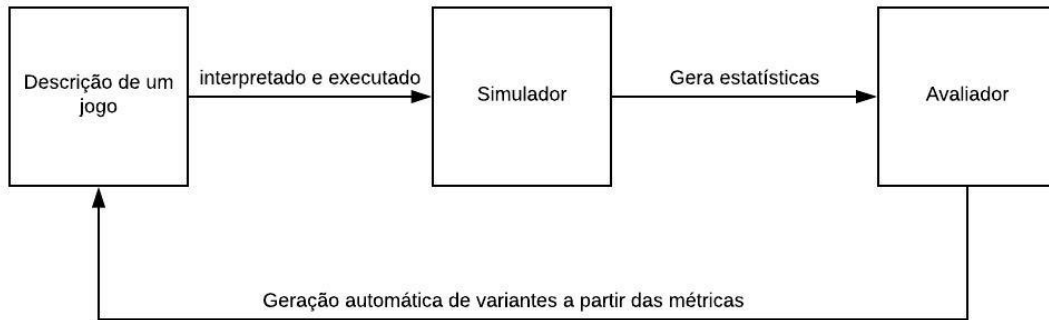 Descrição de um
jogo
interpretado e executado
Simulador
Gera estatísticas
Avaliador
Geração automática de variantes a partir das métricas